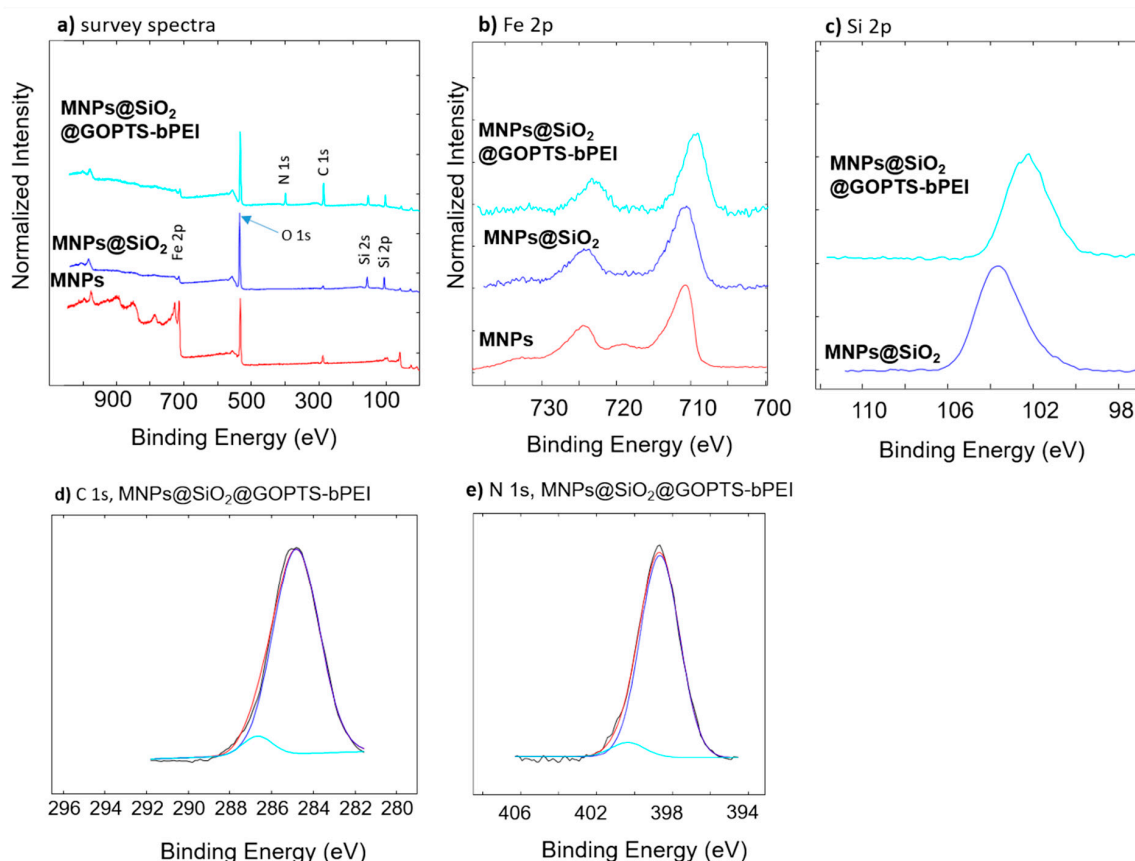 a) survey spectra
MNPs@SiO₂
@GOPTS-bPEI
N 1s
C 1s
O 1s
MNPs@SiO₂
Fe 2p
Si 2s
Si 2p
MNPs
Normalized Intensity
900 700 500 300 100
Binding Energy (eV)
b) Fe 2p
MNPs@SiO₂
@GOPTS-bPEI
MNPs@SiO₂
MNPs
Normalized Intensity
730 720 710 700
Binding Energy (eV)
c) Si 2p
MNPs@SiO₂
@GOPTS-bPEI
MNPs@SiO₂
110 106 102 98
Binding Energy (eV)
d) C 1s, MNPs@SiO₂@GOPTS-bPEI
296 294 292 290 288 286 284 282 280
Binding Energy (eV)
e) N 1s, MNPs@SiO₂@GOPTS-bPEI
406 402 398 394
Binding Energy (eV)